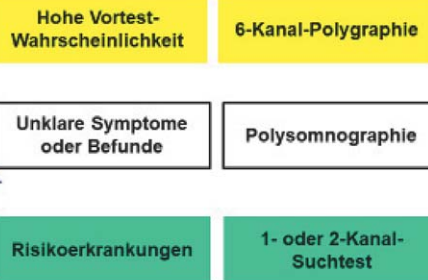 Hohe Vortest-
Wahrscheinlichkeit
6-Kanal-Polygraphie
Unklare Symptome
oder Befunde
Polysomnographie
Risikoerkrankungen
1- oder 2-Kanal-
Suchtest